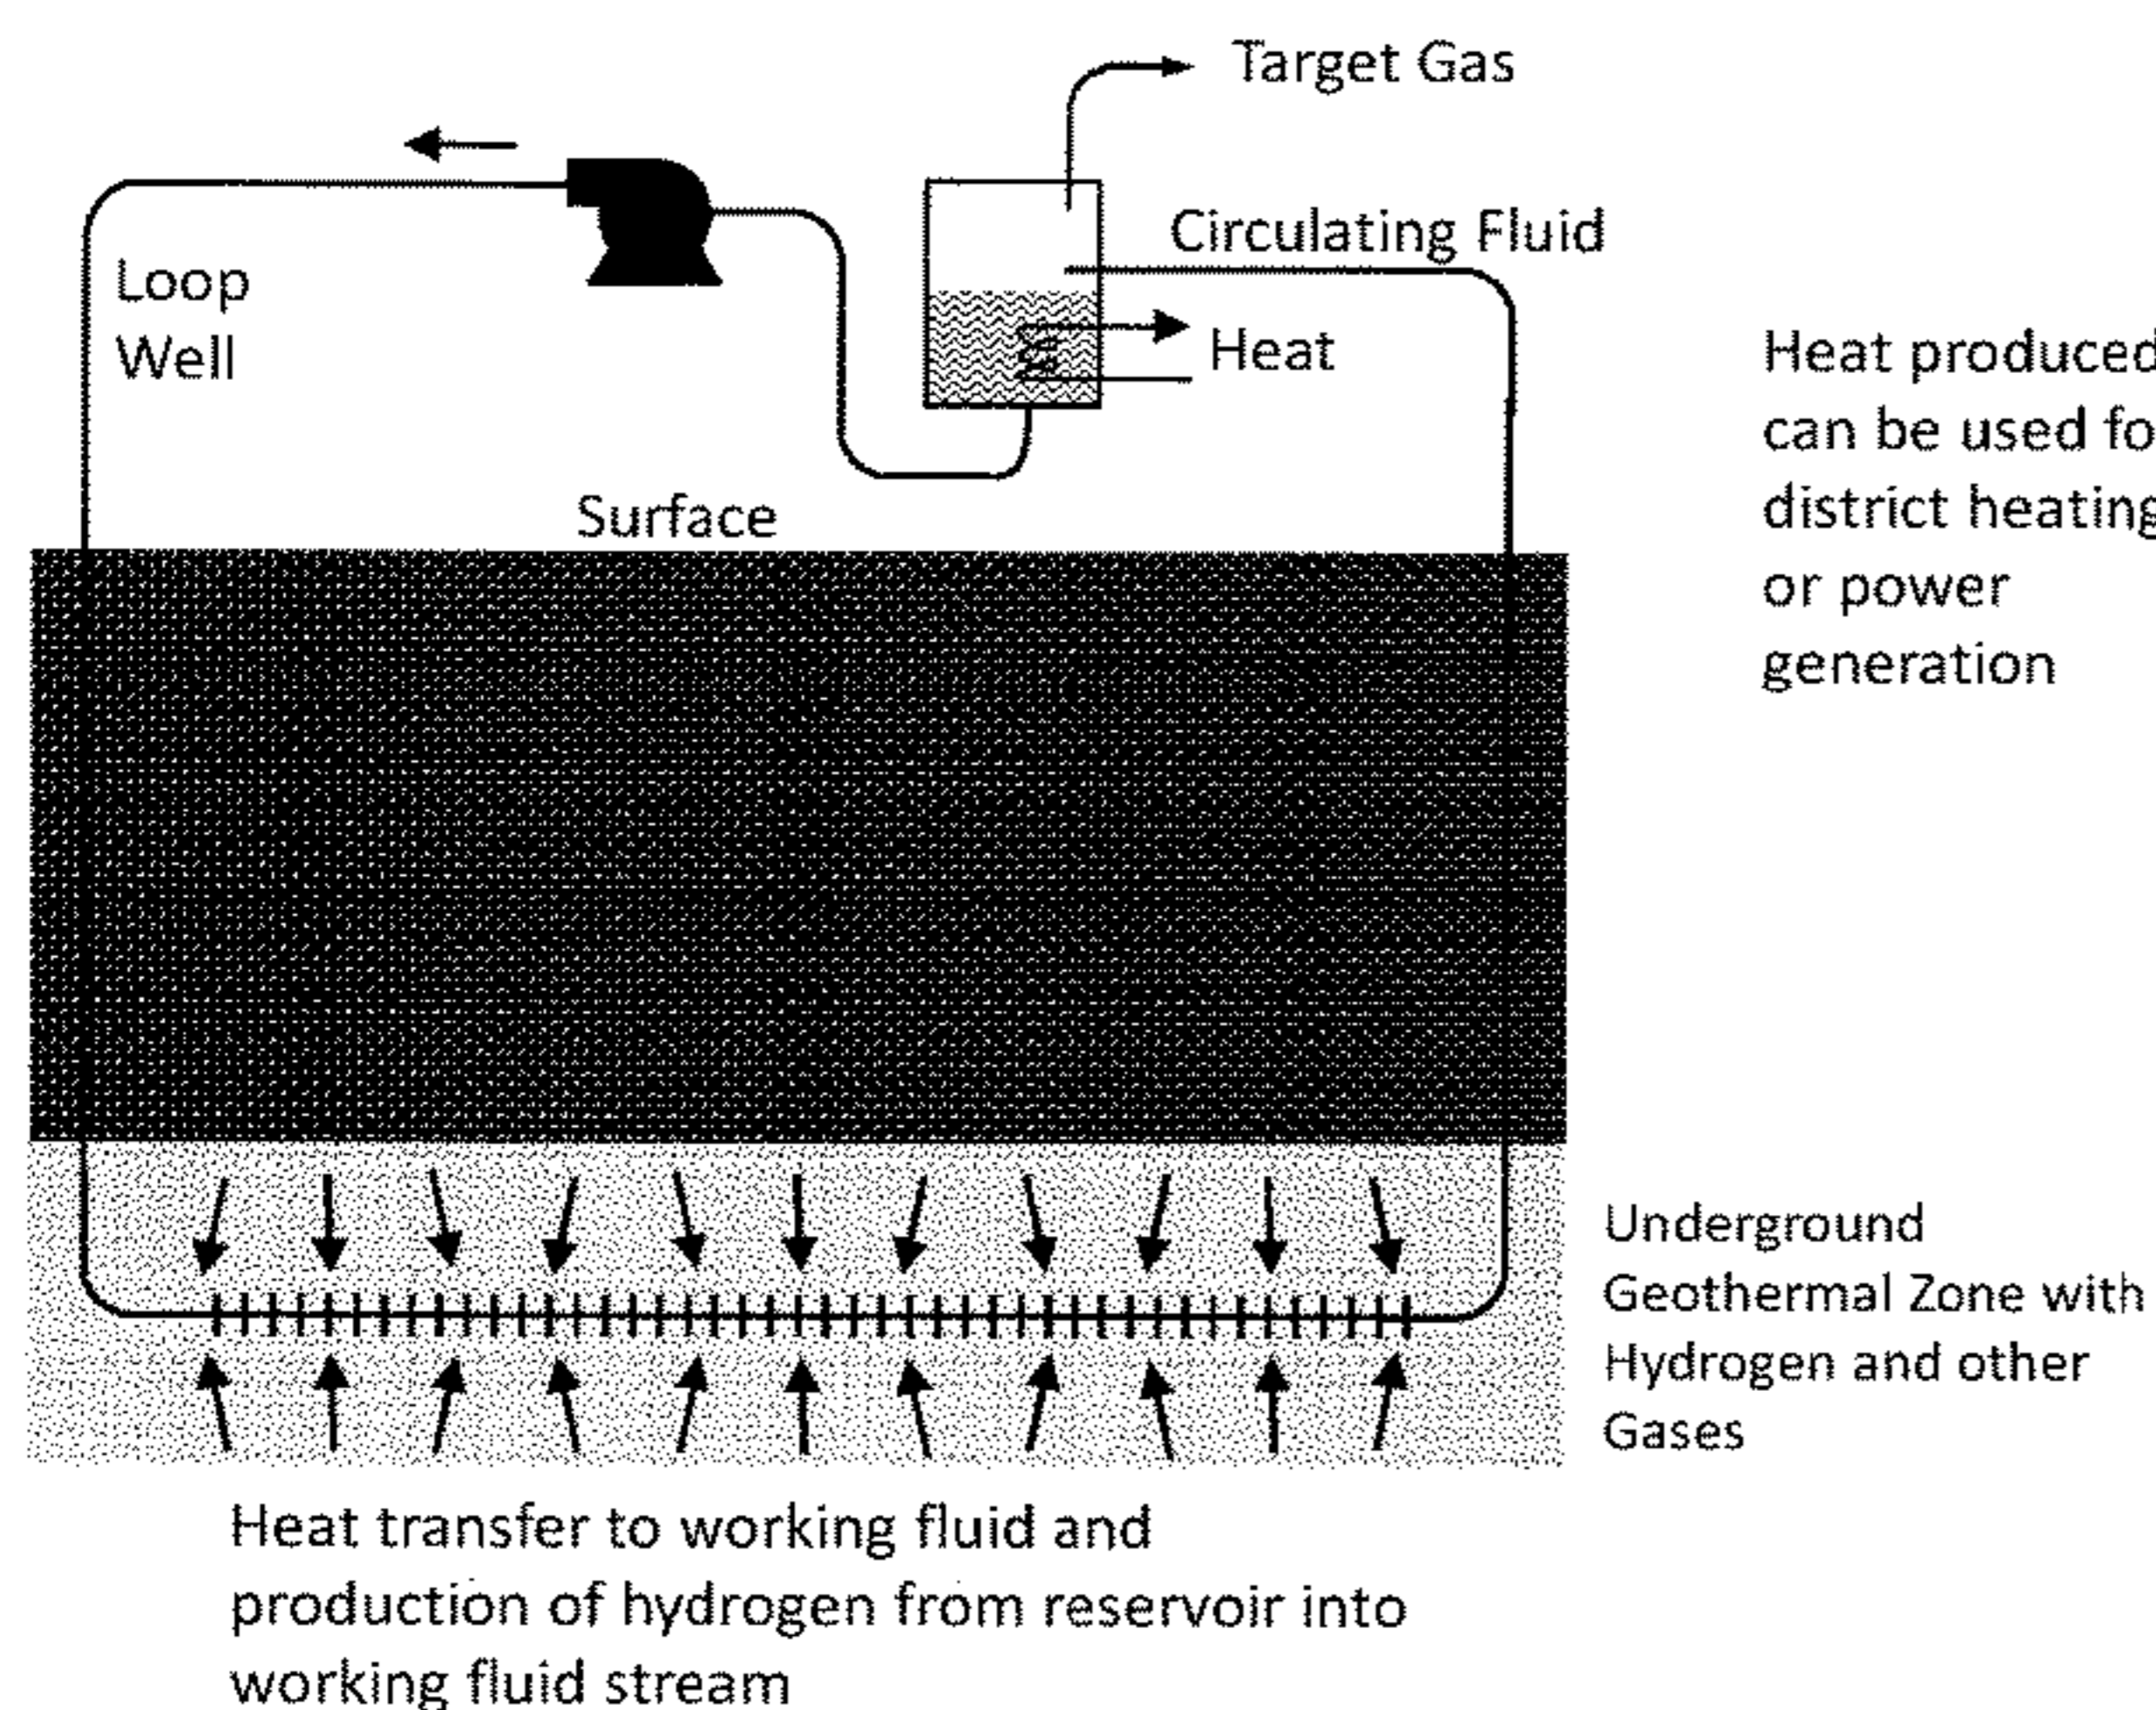 Target Gas
Circulating Fluid
Loop
Well
Heat
Heat produced
can be used fo
district heating
or power
generation
Surface
Underground
Geothermal Zone with
Hydrogen and other
Gases
Heat transfer to working fluid and
production of hydrogen from reservoir into
working fluid stream